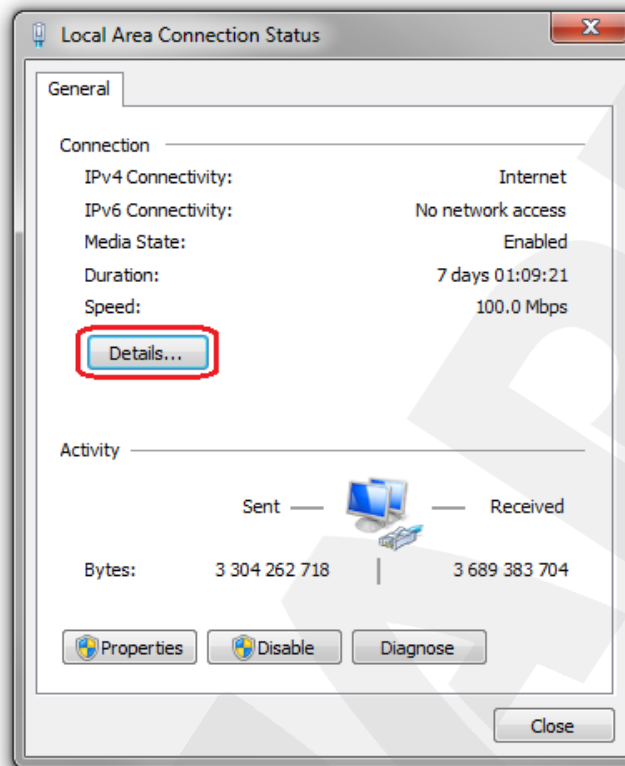 Local Area Connection Status
General
Connection
IPv4 Connectivity: Internet
IPv6 Connectivity: No network access
Media State: Enabled
Duration: 7 days 01:09:21
Speed: 100.0 Mbps
Details...
Activity
Sent Received
Bytes: 3 304 262 718 3 689 383 704
Properties Disable Diagnose
Close